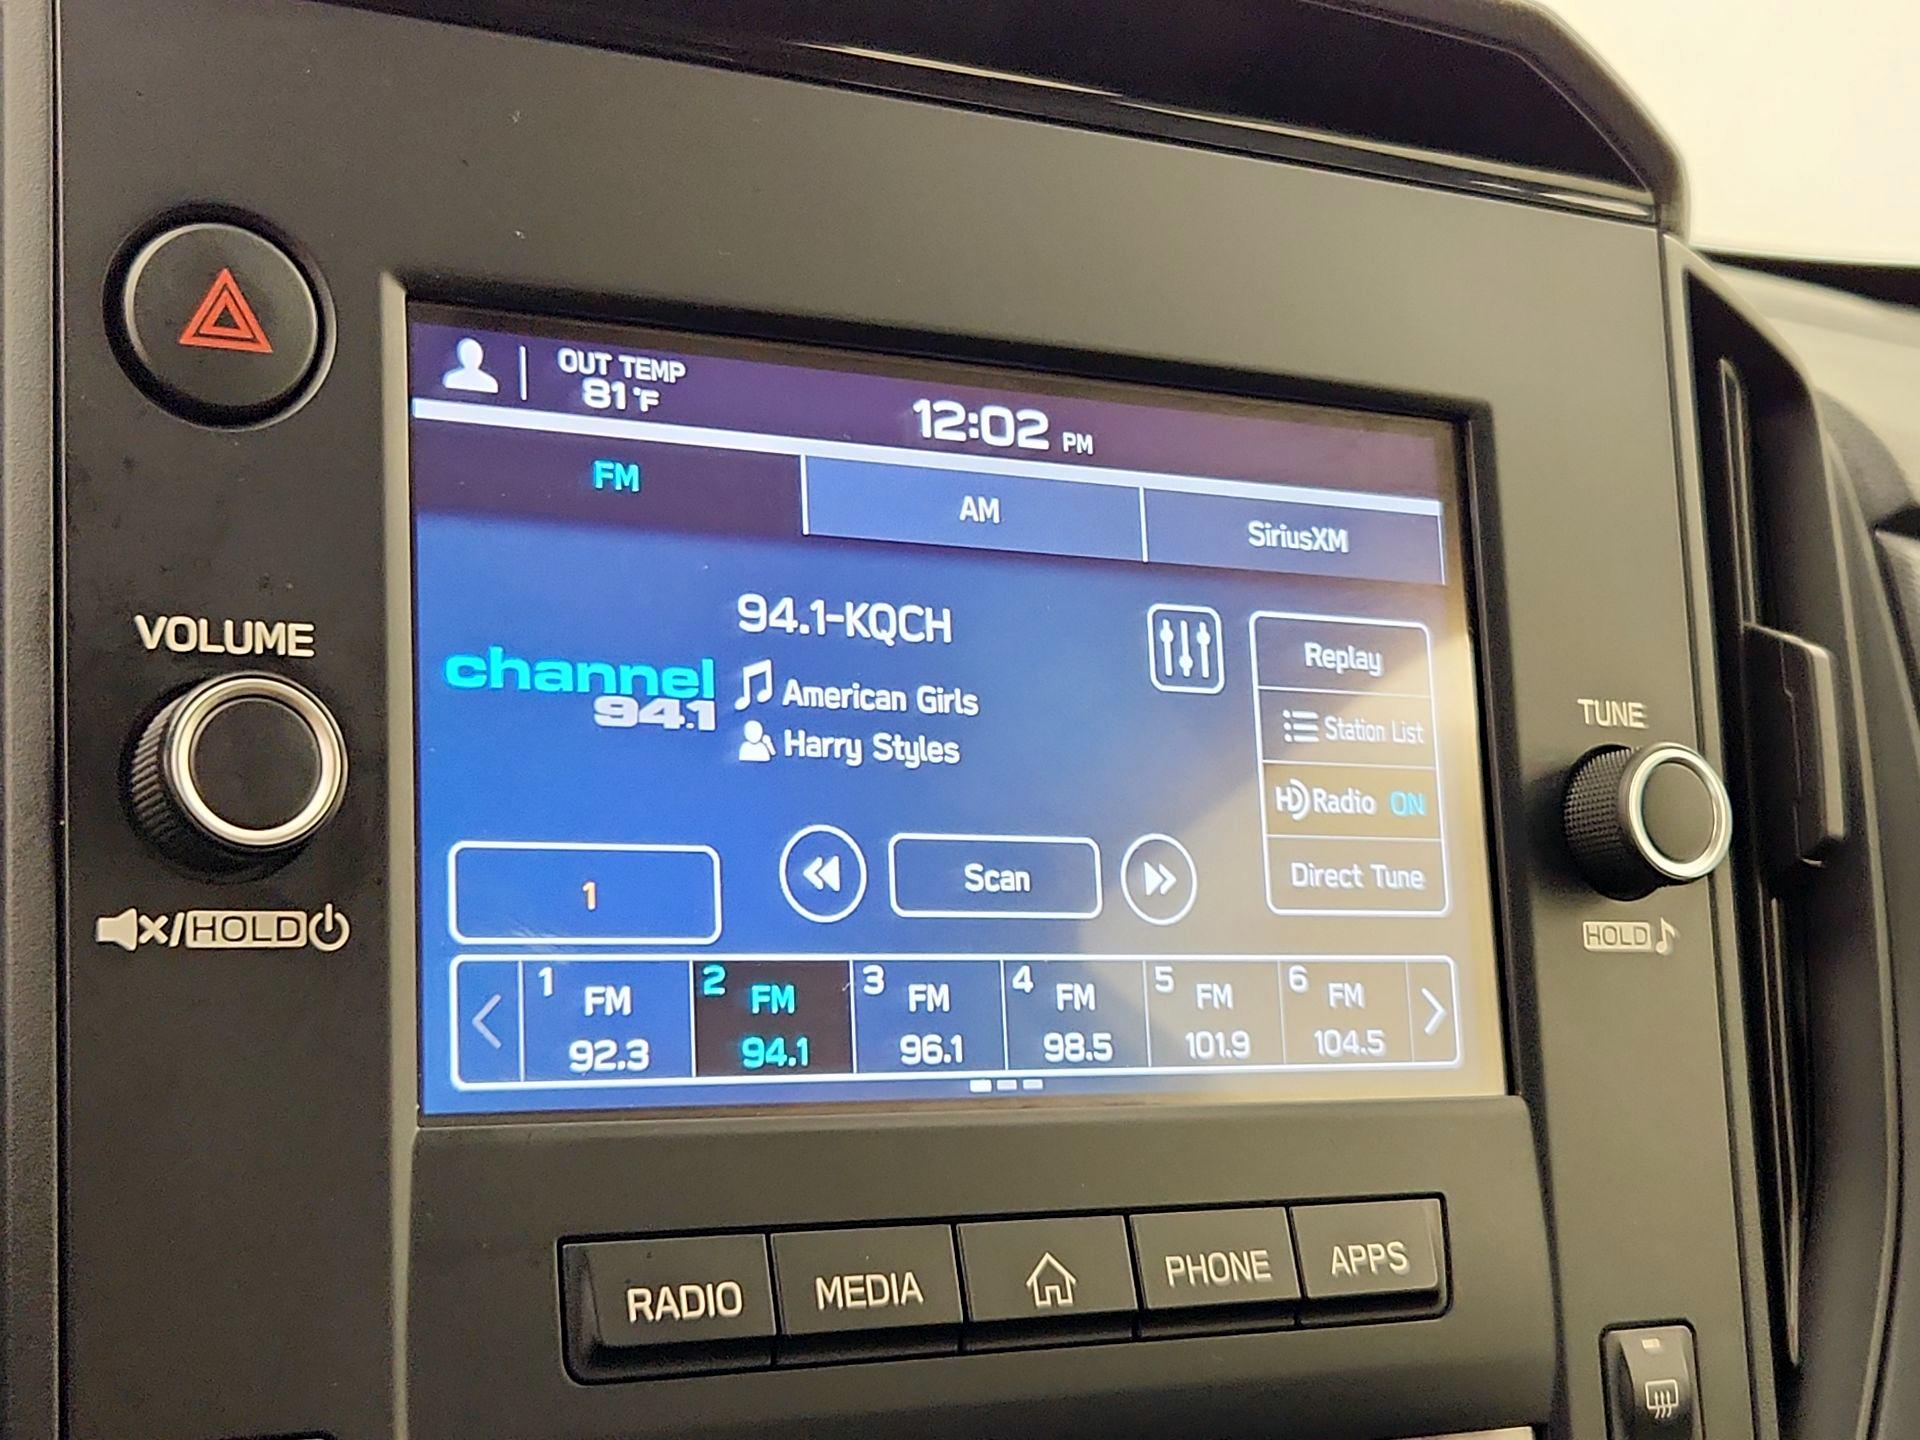 OUT TEMP
81°F
12:02 PM
FM
AM
SiriusXM
94.1-KQCH
channel
94.1
American Girls
Harry Styles
Replay
Station List
HD Radio ON
Direct Tune
1
Scan
1 FM 92.3
2 FM 94.1
3 FM 96.1
4 FM 98.5
5 FM 101.9
6 FM 104.5
VOLUME
/HOLD
TUNE
HOLD
RADIO
MEDIA
PHONE
APPS